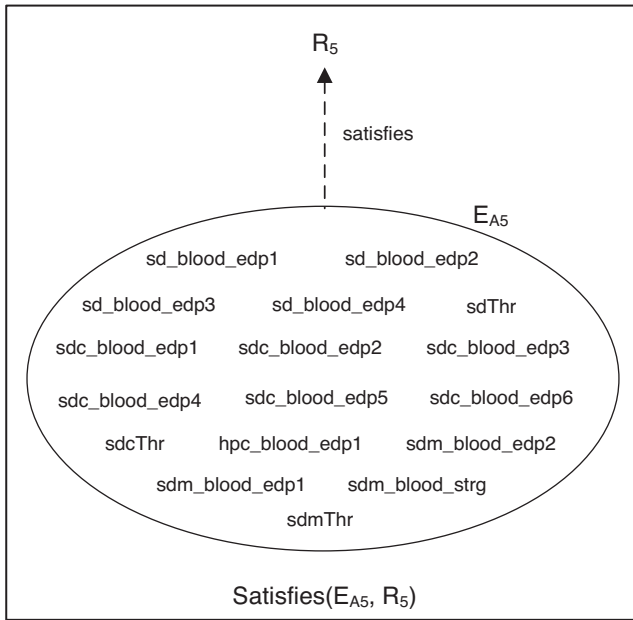 R5
satisfies
EA5
sd_blood_edp1 sd_blood_edp2
sd_blood_edp3 sd_blood_edp4 sdThr
sdc_blood_edp1 sdc_blood_edp2 sdc_blood_edp3
sdc_blood_edp4 sdc_blood_edp5 sdc_blood_edp6
sdcThr hpc_blood_edp1 sdm_blood_edp2
sdm_blood_edp1 sdm_blood_strg
sdmThr
Satisfies(EA5, R5)